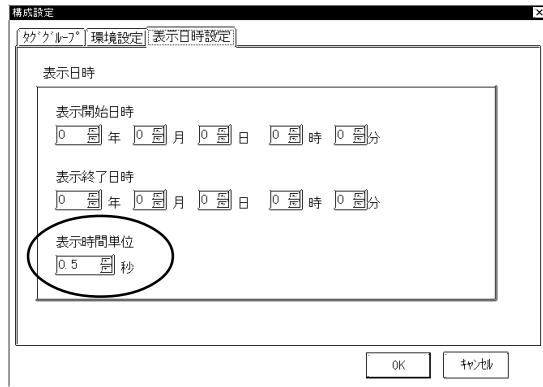 構成設定
ﾀｸﾞｸﾞﾙｰﾌﾟ 環境設定 表示日時設定
表示日時
表示開始日時
0 年 0 月 0 日 0 時 0 分
表示終了日時
0 年 0 月 0 日 0 時 0 分
表示時間単位
0.5 秒
OK ｷｬﾝｾﾙ